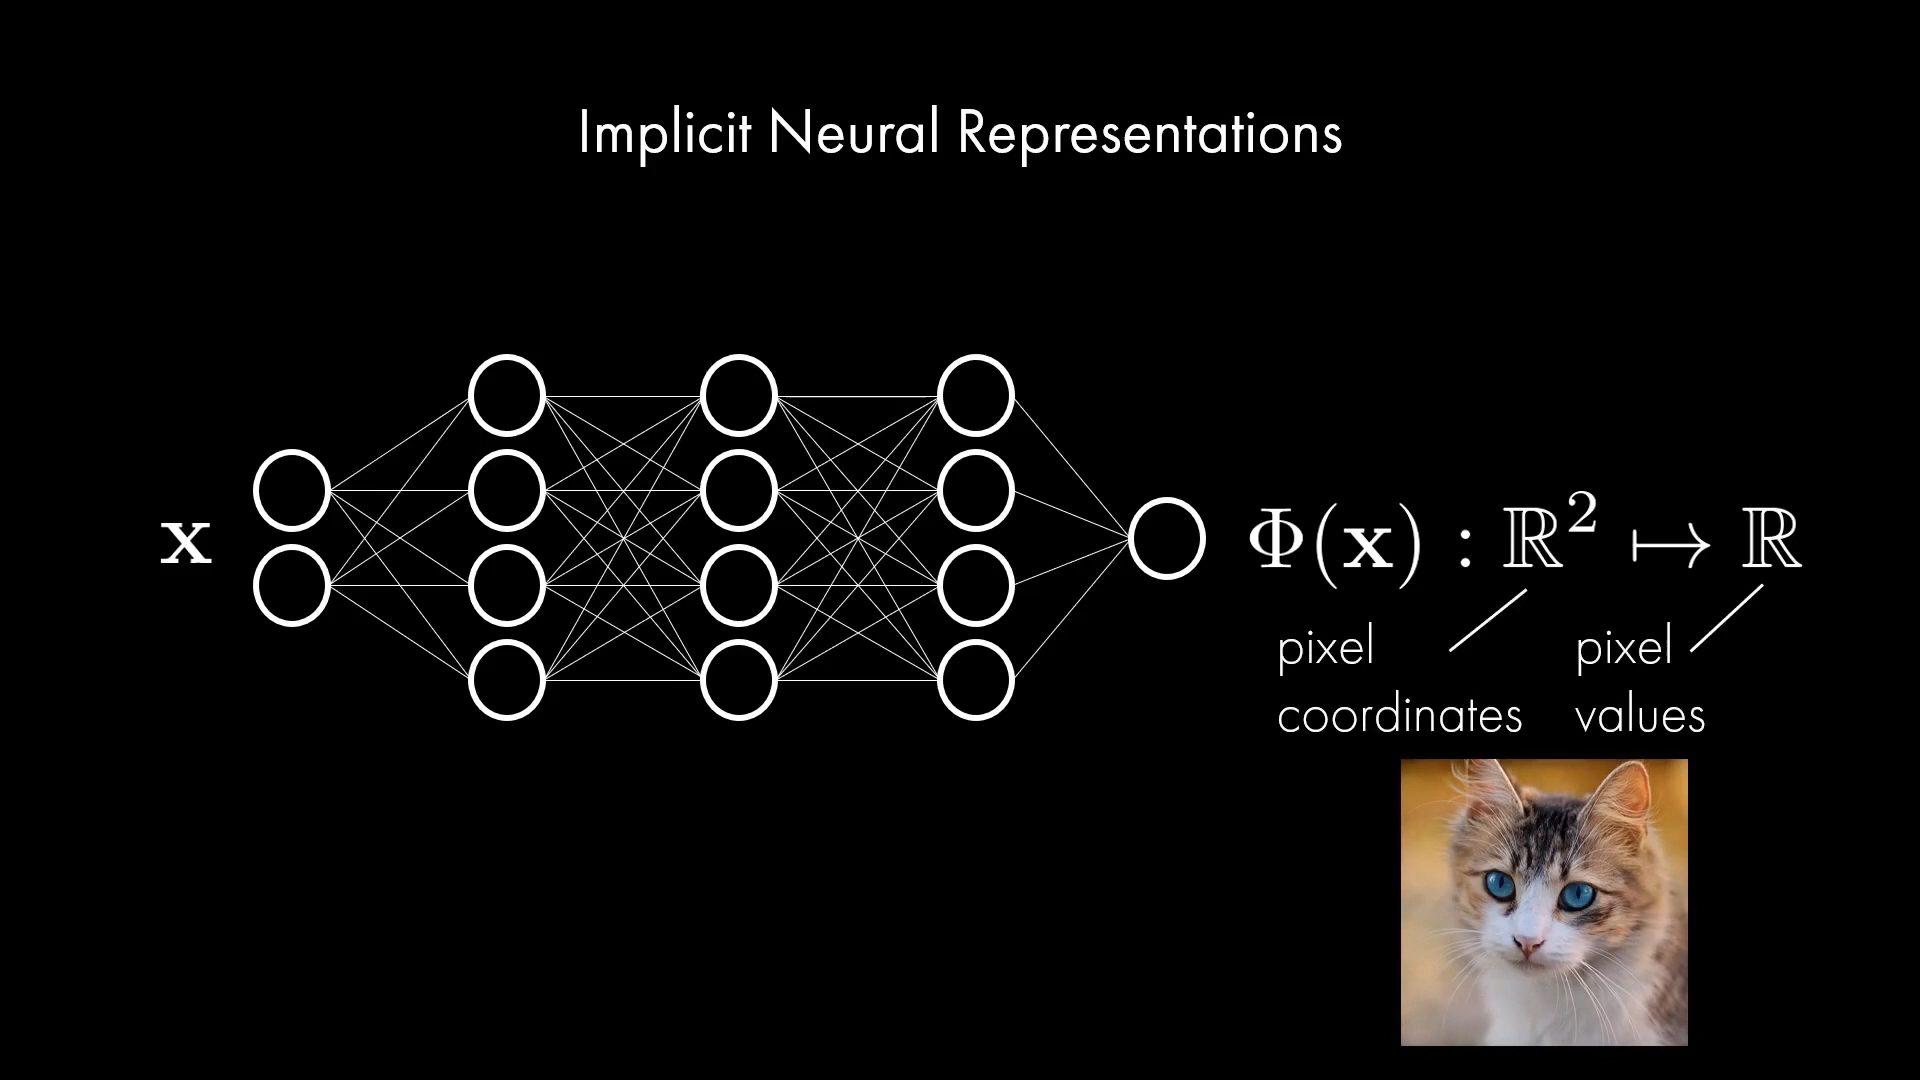 Implicit Neural Representations
x
Φ(x) : ℝ² ↦ ℝ
pixel coordinates
pixel values